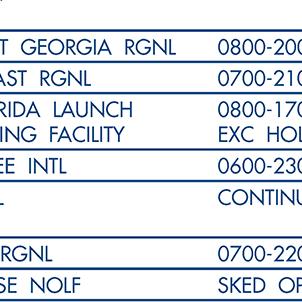 T GEORGIA RGNL 0800-200
AST RGNL 0700-210
RIDA LAUNCH 0800-170
ING FACILITY EXC HOL
EE INTL 0600-230
L CONTINU
RGNL 0700-220
SE NOLF SKED OP